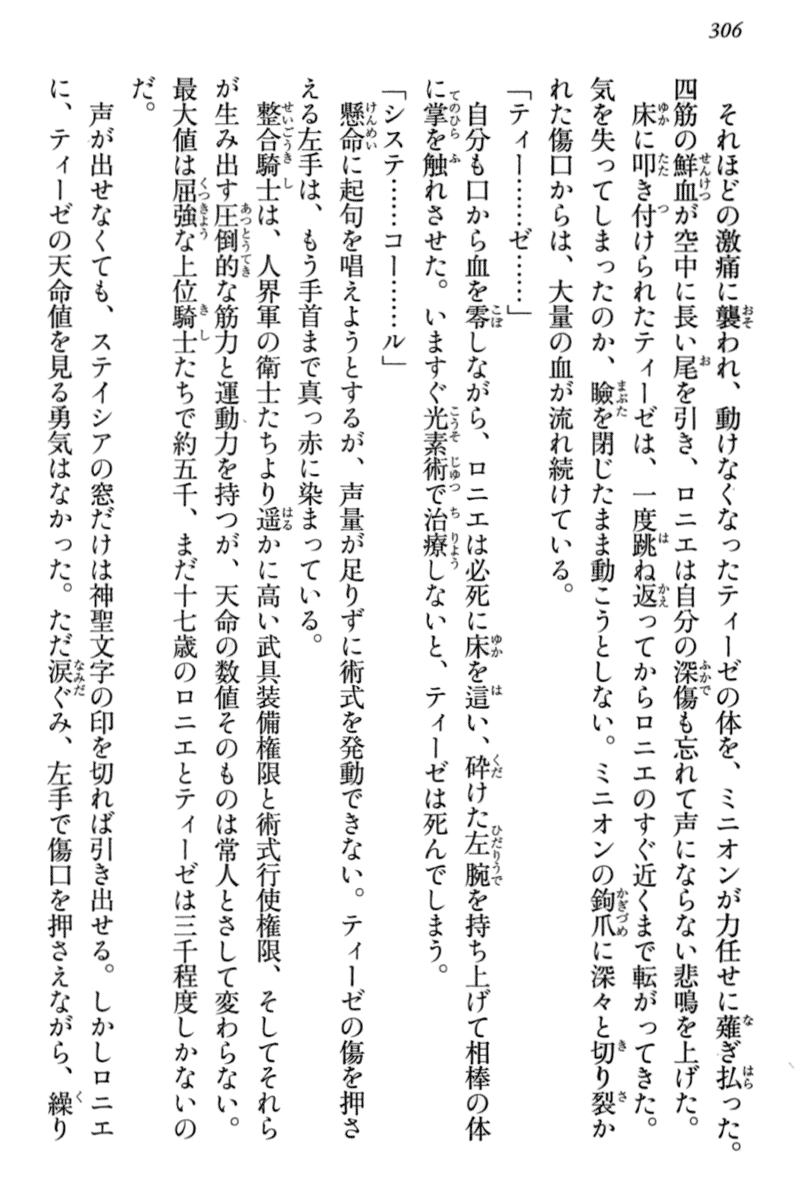 306
　それほどの激痛に襲われ、動けなくなったティーゼの体を、ミニオンが力任せに薙ぎ払った。
四筋の鮮血が空中に長い尾を引き、ロニエは自分の深傷も忘れて声にならない悲鳴を上げた。
　床に叩き付けられたティーゼは、一度跳ね返ってからロニエのすぐ近くまで転がってきた。
気を失ってしまったのか、瞼を閉じたまま動こうとしない。ミニオンの鉤爪に深々と切り裂か
れた傷口からは、大量の血が流れ続けている。
「ティー……ゼ……」
　自分も口から血を零しながら、ロニエは必死に床を這い、砕けた左腕を持ち上げて相棒の体
に掌を触れさせた。いますぐ光素術で治療しないと、ティーゼは死んでしまう。
「システ……コー……ル」
　懸命に起句を唱えようとするが、声量が足りずに術式を発動できない。ティーゼの傷を押さ
える左手は、もう手首まで真っ赤に染まっている。
　整合騎士は、人界軍の衛士たちより遥かに高い武具装備権限と術式行使権限、そしてそれら
が生み出す圧倒的な筋力と運動力を持つが、天命の数値そのものは常人とさして変わらない。
最大値は屈強な上位騎士たちで約五千、まだ十七歳のロニエとティーゼは三千程度しかないの
だ。
　声が出せなくても、ステイシアの窓だけは神聖文字の印を切れば引き出せる。しかしロニエ
に、ティーゼの天命値を見る勇気はなかった。ただ涙ぐみ、左手で傷口を押さえながら、繰り